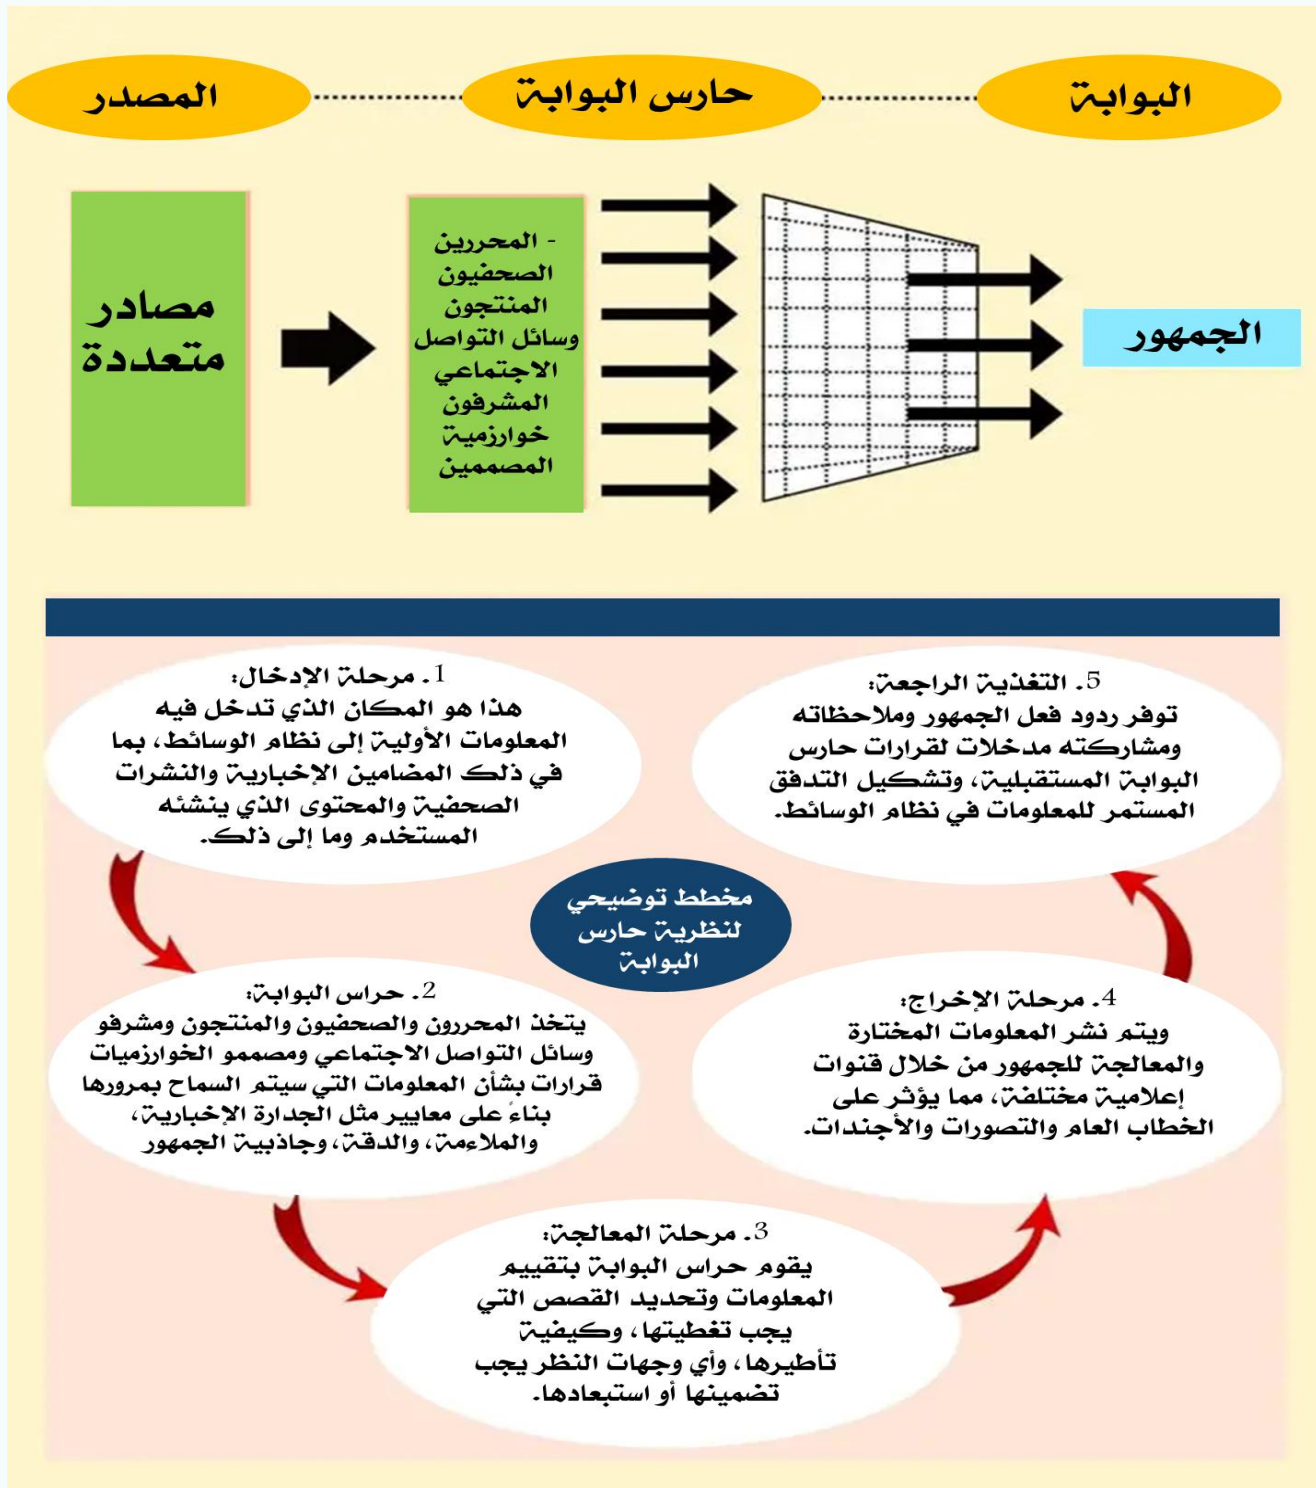 المصدر
حارس البوابة
البوابة
مصادر
متعددة
- المحررين
الصحفيون
المنتجون
وسائل التواصل
الاجتماعي
المشرفون
خوارزمية
المصممين
الجمهور
1. مرحلة الإدخال:
هذا هو المكان الذي تدخل فيه
المعلومات الأولية إلى نظام الوسائط، بما
في ذلك المضامين الإخبارية والنشرات
الصحفية والمحتوى الذي ينشئه
المستخدم وما إلى ذلك.
2. حراس البوابة:
يتخذ المحررون والصحفيون والمنتجون ومشرفو
وسائل التواصل الاجتماعي ومصممو الخوارزميات
قرارات بشأن المعلومات التي سيتم السماح بمرورها
بناءً على معايير مثل الجدارة الإخبارية،
والملاءمة، والدقة، وجاذبية الجمهور
3. مرحلة المعالجة:
يقوم حراس البوابة بتقييم
المعلومات وتحديد القصص التي
يجب تغطيتها، وكيفية
تأطيرها، وأي وجهات النظر يجب
تضمينها أو استبعادها.
4. مرحلة الإخراج:
ويتم نشر المعلومات المختارة
والمعالجة للجمهور من خلال قنوات
إعلامية مختلفة، مما يؤثر على
الخطاب العام والتصورات والأجندات.
5. التغذية الراجعة:
توفر ردود فعل الجمهور وملاحظاته
ومشاركته مدخلات لقرارات حارس
البوابة المستقبلية، وتشكيل التدفق
المستمر للمعلومات في نظام الوسائط.
مخطط توضيحي
لنظرية حارس
البوابة